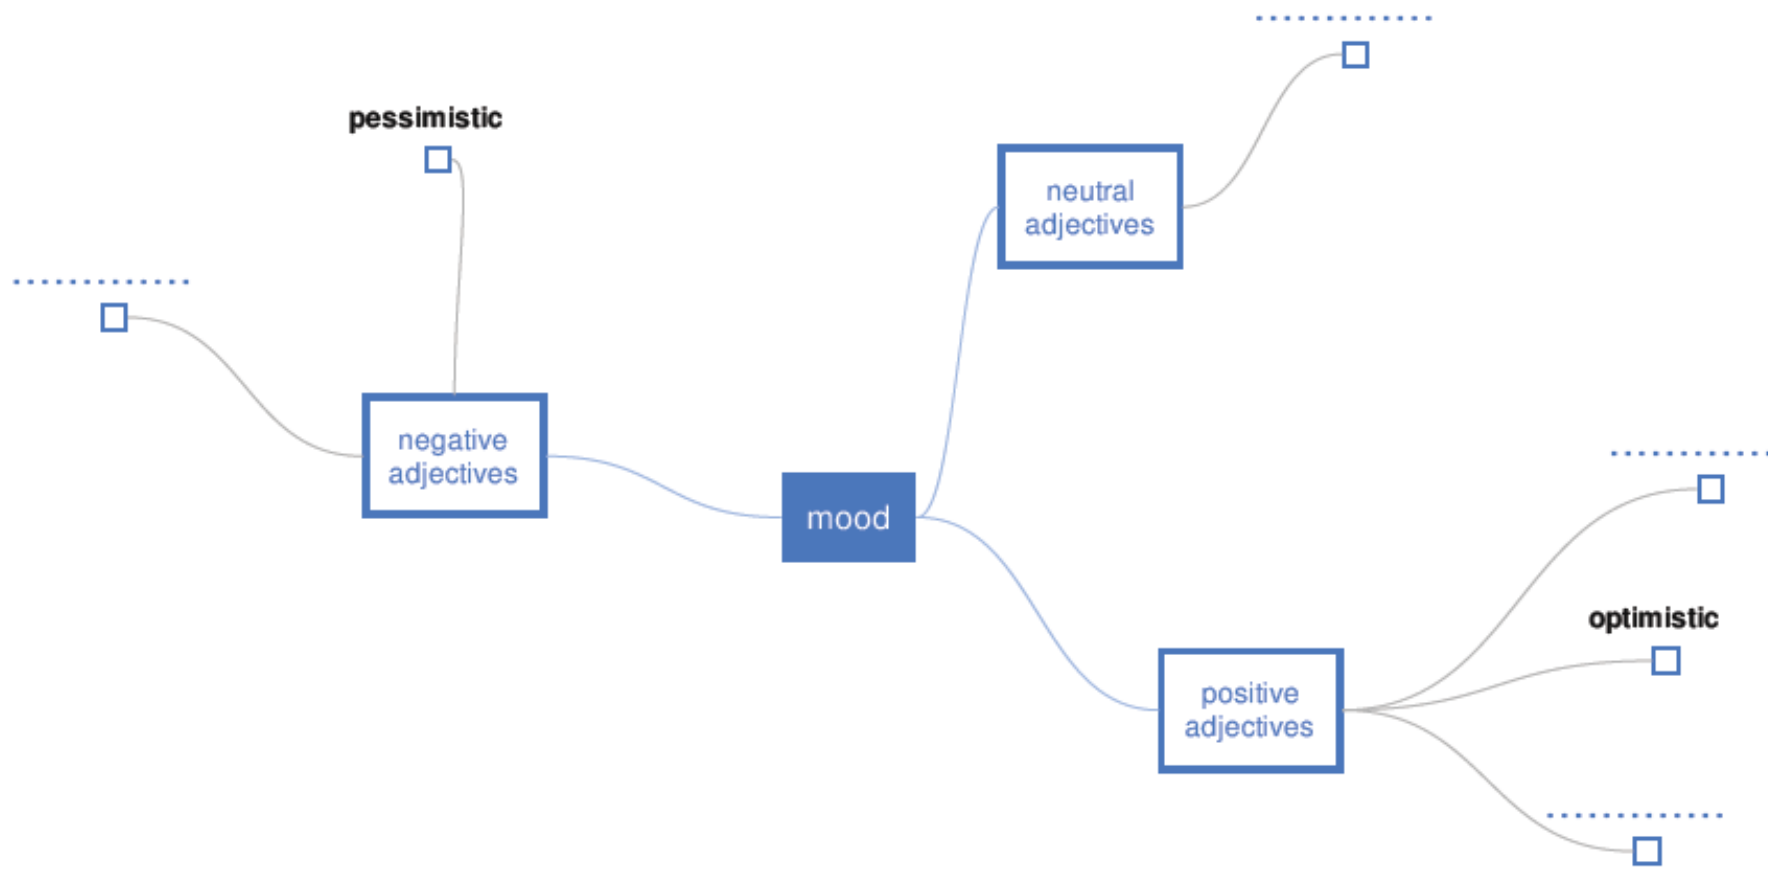 pessimistic
neutral
adjectives
negative
adjectives
mood
optimistic
positive
adjectives